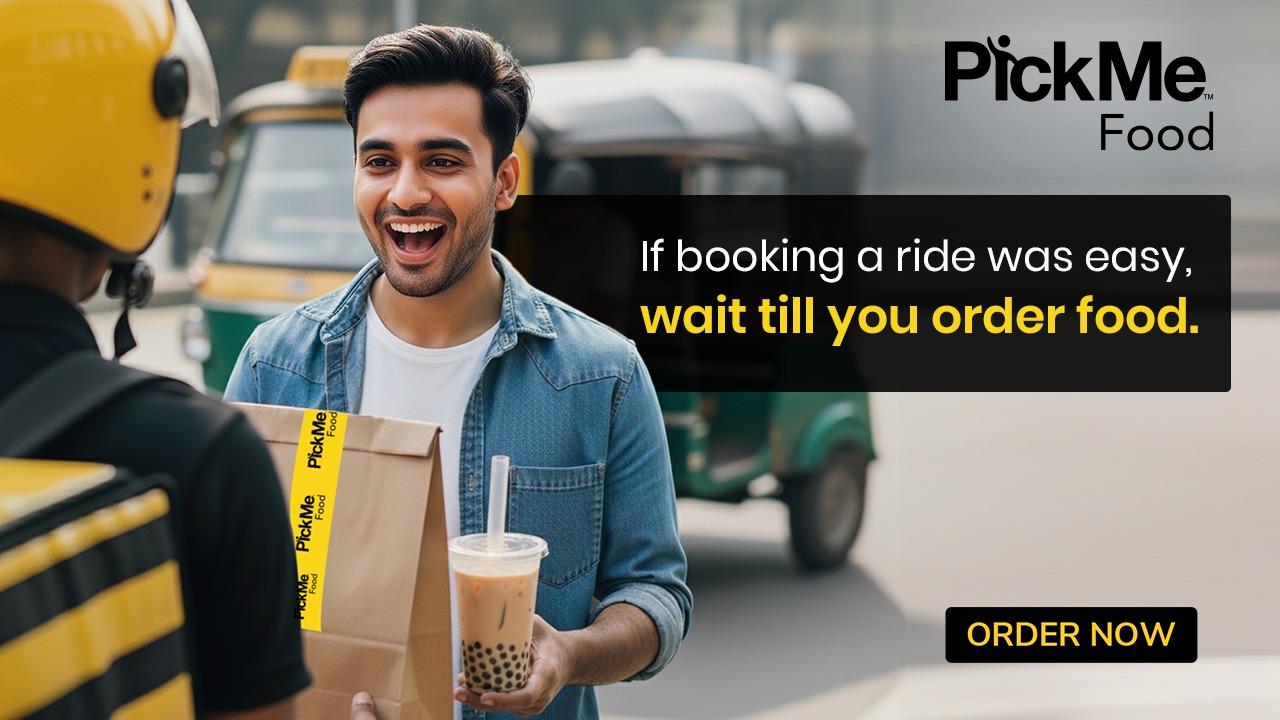 PickMe™
Food
If booking a ride was easy,
wait till you order food.
PickMe
Food
PickMe
Food
PickMe
Food
ORDER NOW